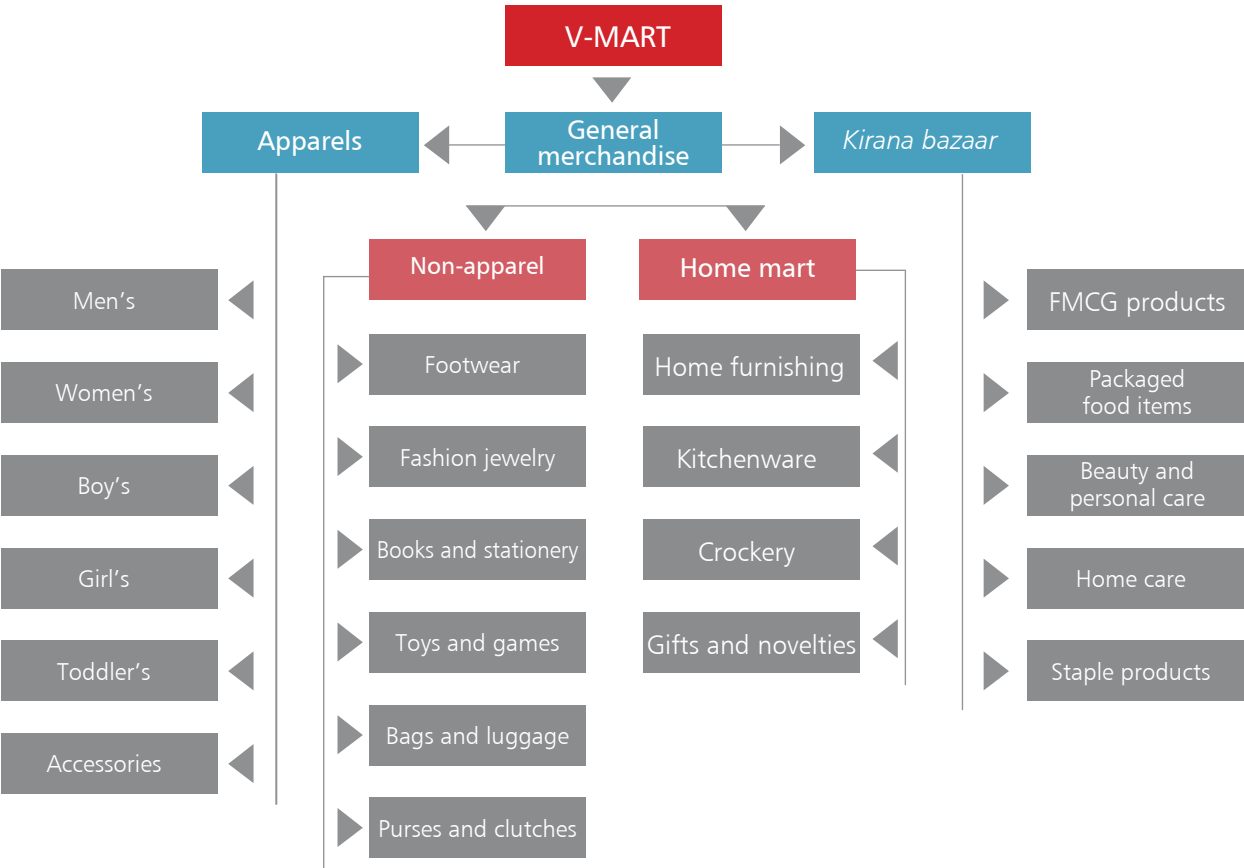 V-MART
Apparels
General
merchandise
Kirana bazaar
Non-apparel
Home mart
Men's
Women's
Boy's
Girl's
Toddler's
Accessories
Footwear
Fashion jewelry
Books and stationery
Toys and games
Bags and luggage
Purses and clutches
Home furnishing
Kitchenware
Crockery
Gifts and novelties
FMCG products
Packaged
food items
Beauty and
personal care
Home care
Staple products